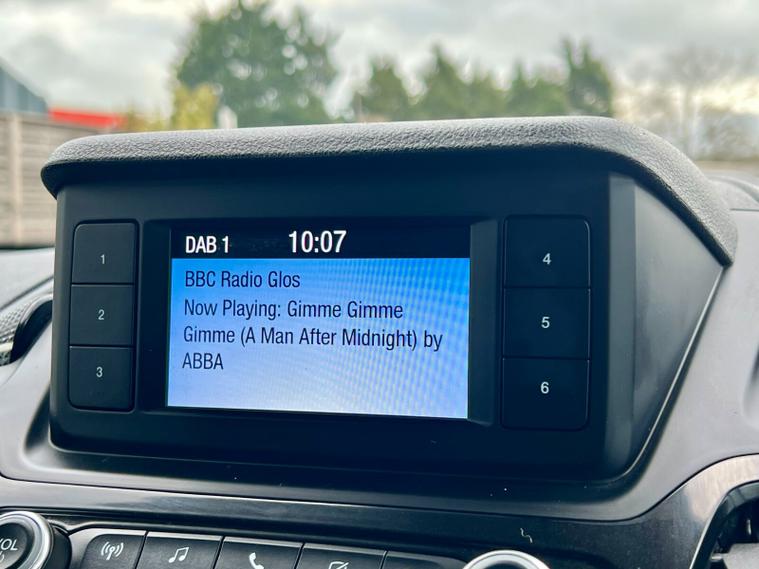 DAB 1 10:07
1
BBC Radio Glos
Now Playing: Gimme Gimme
Gimme (A Man After Midnight) by
ABBA
2
3
4
5
6
VOL